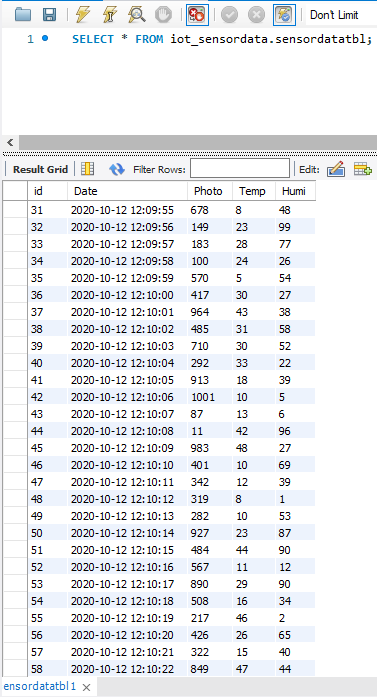 Don't Limit
1 SELECT * FROM iot_sensordata.sensordatatbl;
Result Grid Filter Rows: Edit:
id Date Photo Temp Humi
31 2020-10-12 12:09:55 678 8 48
32 2020-10-12 12:09:56 149 23 99
33 2020-10-12 12:09:57 183 28 77
34 2020-10-12 12:09:58 100 24 26
35 2020-10-12 12:09:59 570 5 54
36 2020-10-12 12:10:00 417 30 27
37 2020-10-12 12:10:01 964 43 38
38 2020-10-12 12:10:02 485 31 58
39 2020-10-12 12:10:03 710 30 52
40 2020-10-12 12:10:04 292 33 22
41 2020-10-12 12:10:05 913 18 39
42 2020-10-12 12:10:06 1001 10 5
43 2020-10-12 12:10:07 87 13 6
44 2020-10-12 12:10:08 11 42 96
45 2020-10-12 12:10:09 983 48 27
46 2020-10-12 12:10:10 401 10 69
47 2020-10-12 12:10:11 342 12 39
48 2020-10-12 12:10:12 319 8 1
49 2020-10-12 12:10:13 282 10 53
50 2020-10-12 12:10:14 927 23 87
51 2020-10-12 12:10:15 484 44 90
52 2020-10-12 12:10:16 567 11 12
53 2020-10-12 12:10:17 890 29 90
54 2020-10-12 12:10:18 508 16 34
55 2020-10-12 12:10:19 217 46 2
56 2020-10-12 12:10:20 426 26 65
57 2020-10-12 12:10:21 322 15 40
58 2020-10-12 12:10:22 849 47 44
ensordatatbl 1